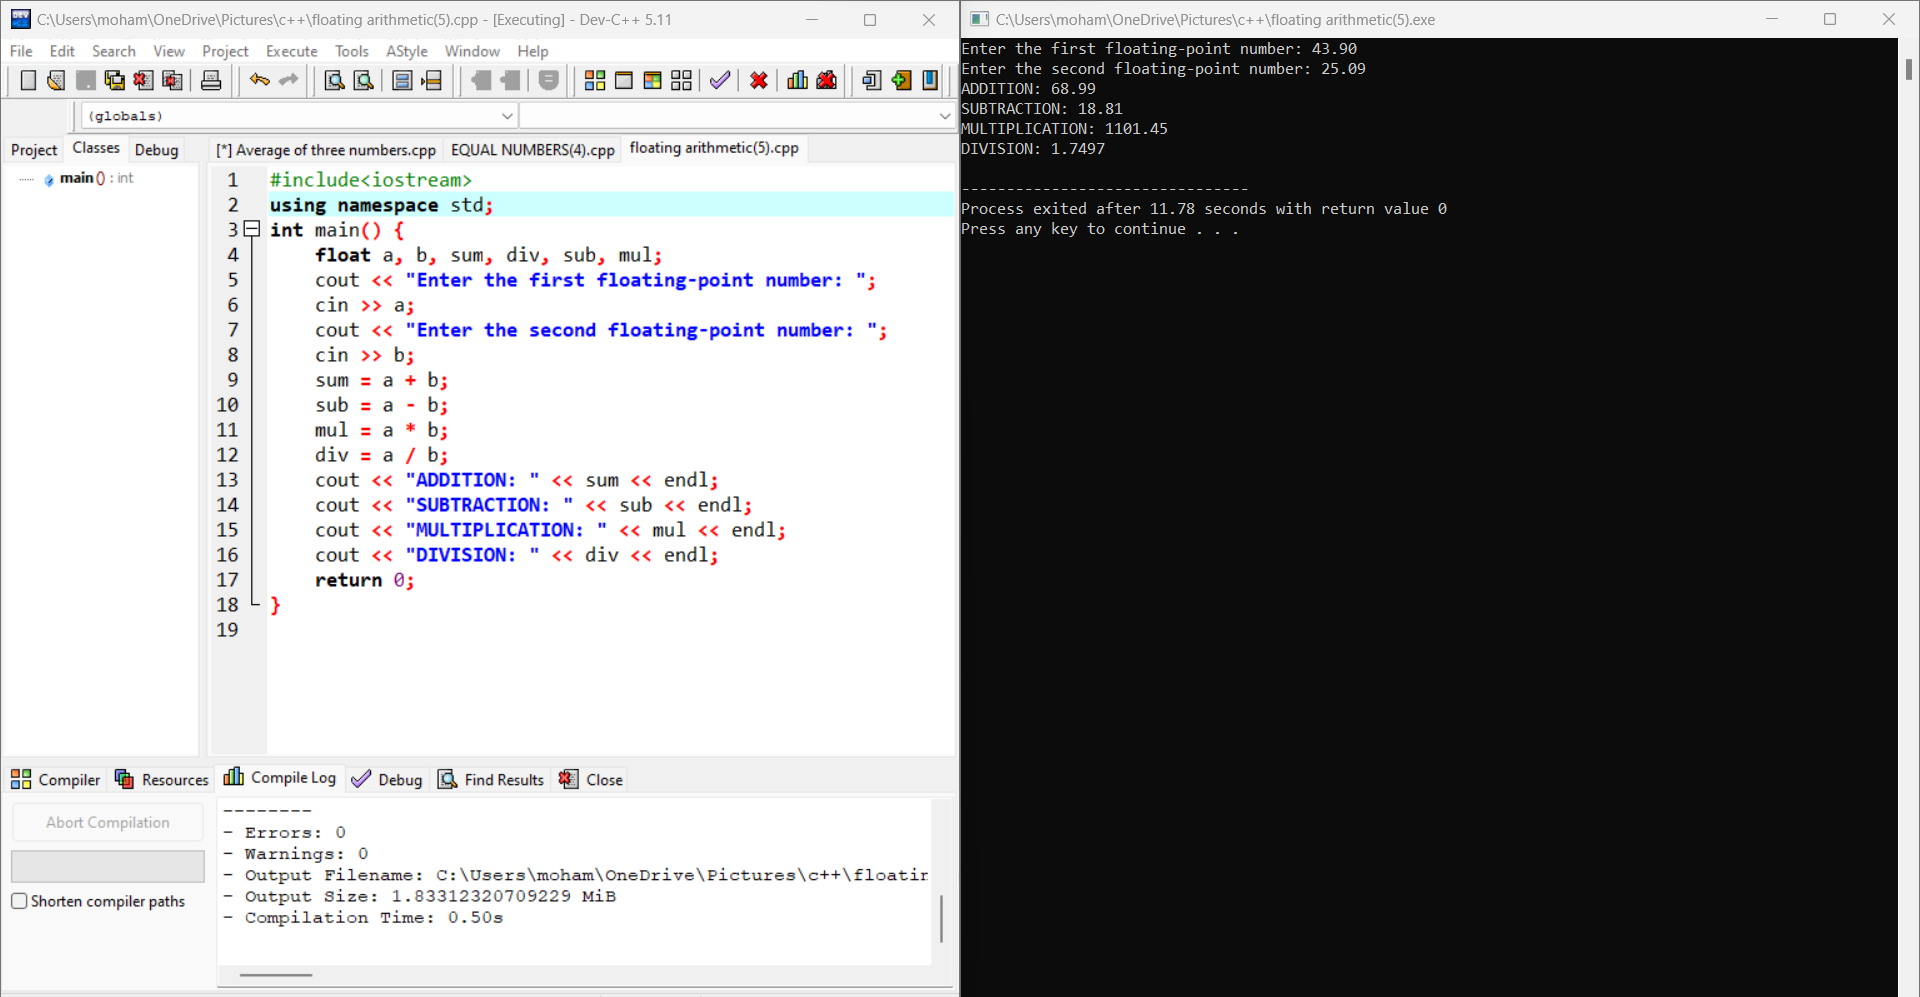 C:\Users\moham\OneDrive\Pictures\c++\floating arithmetic(5).cpp - [Executing] - Dev-C++ 5.11
File Edit Search View Project Execute Tools AStyle Window Help
(globals)
Project Classes Debug
main () : int
[*] Average of three numbers.cpp EQUAL NUMBERS(4).cpp floating arithmetic(5).cpp
1 #include<iostream>
2 using namespace std;
3 int main() {
4 float a, b, sum, div, sub, mul;
5 cout << "Enter the first floating-point number: ";
6 cin >> a;
7 cout << "Enter the second floating-point number: ";
8 cin >> b;
9 sum = a + b;
10 sub = a - b;
11 mul = a * b;
12 div = a / b;
13 cout << "ADDITION: " << sum << endl;
14 cout << "SUBTRACTION: " << sub << endl;
15 cout << "MULTIPLICATION: " << mul << endl;
16 cout << "DIVISION: " << div << endl;
17 return 0;
18 }
19
Compiler Resources Compile Log Debug Find Results Close
Abort Compilation
Shorten compiler paths
--------
- Errors: 0
- Warnings: 0
- Output Filename: C:\Users\moham\OneDrive\Pictures\c++\floatin
- Output Size: 1.83312320709229 MiB
- Compilation Time: 0.50s
C:\Users\moham\OneDrive\Pictures\c++\floating arithmetic(5).exe
Enter the first floating-point number: 43.90
Enter the second floating-point number: 25.09
ADDITION: 68.99
SUBTRACTION: 18.81
MULTIPLICATION: 1101.45
DIVISION: 1.7497
--------------------------------
Process exited after 11.78 seconds with return value 0
Press any key to continue . . .